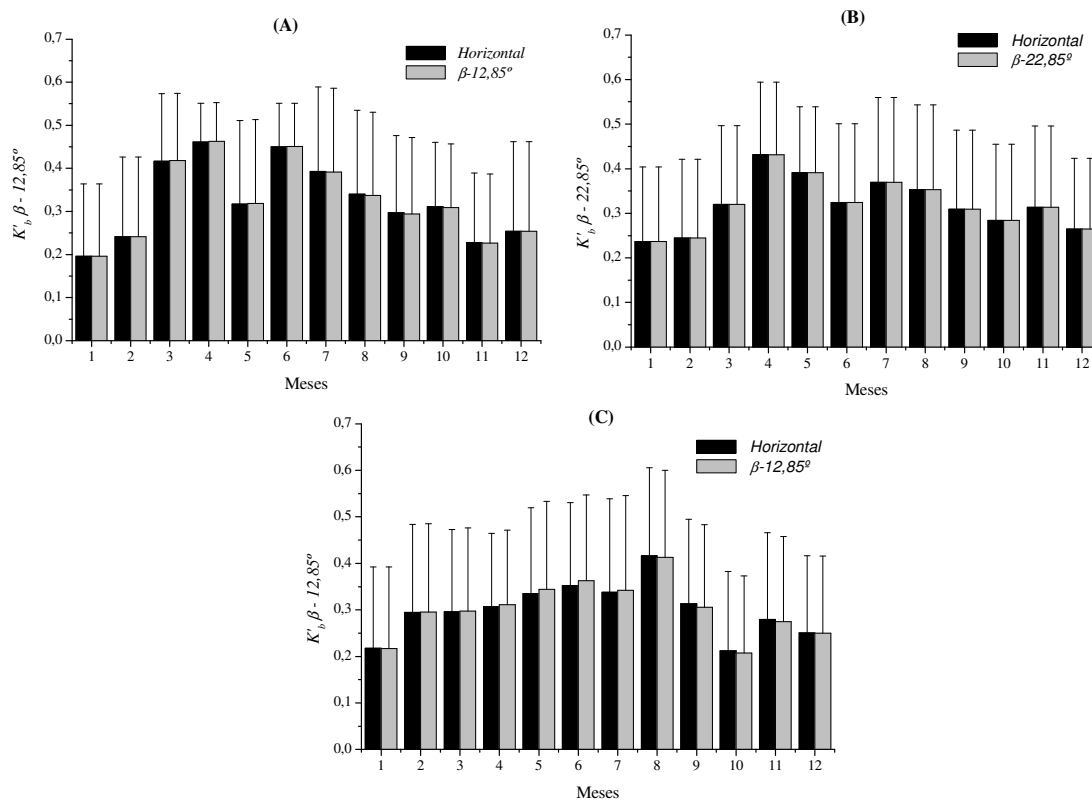 (A)
0,7
0,6
0,5
0,4
0,3
0,2
0,1
0,0
K'b β - 12,85º
Horizontal
β-12,85º
1 2 3 4 5 6 7 8 9 10 11 12
Meses
(B)
0,7
0,6
0,5
0,4
0,3
0,2
0,1
0,0
K'b β - 22,85º
Horizontal
β-22,85º
1 2 3 4 5 6 7 8 9 10 11 12
Meses
(C)
0,7
0,6
0,5
0,4
0,3
0,2
0,1
0,0
K'b β - 12,85º
Horizontal
β-12,85º
1 2 3 4 5 6 7 8 9 10 11 12
Meses